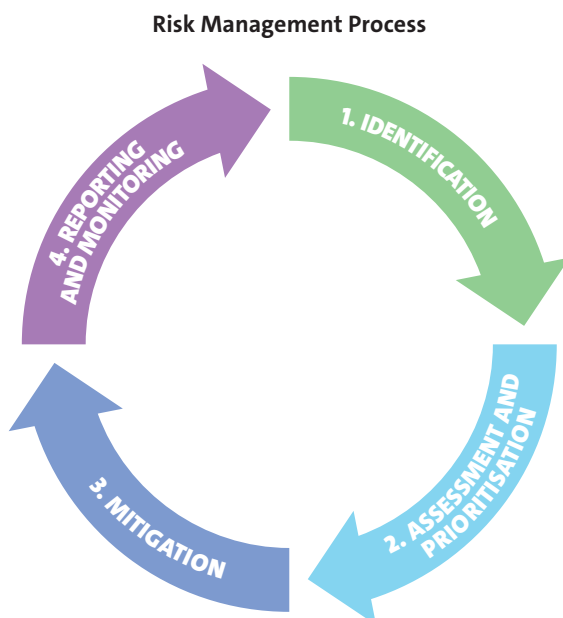 Risk Management Process
1. IDENTIFICATION
2. ASSESSMENT AND
PRIORITISATION
3. MITIGATION
4. REPORTING
AND MONITORING